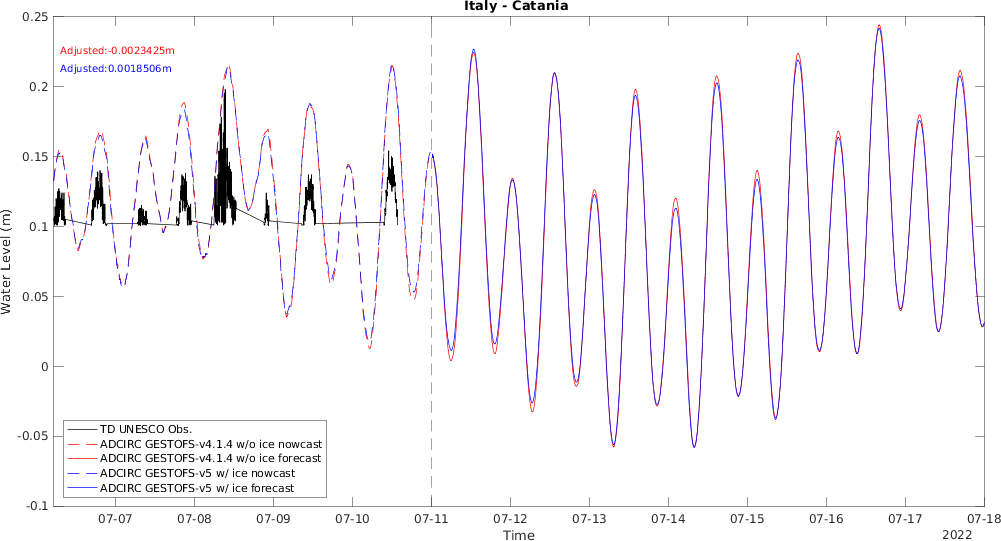 Italy - Catania
0.25
Adjusted:-0.0023425m
Adjusted:0.0018506m
0.2
0.15
0.1
0.05
0
-0.05
-0.1
Water Level (m)
TD UNESCO Obs.
ADCIRC GESTOFS-v4.1.4 w/o ice nowcast
ADCIRC GESTOFS-v4.1.4 w/o ice forecast
ADCIRC GESTOFS-v5 w/ ice nowcast
ADCIRC GESTOFS-v5 w/ ice forecast
07-07 07-08 07-09 07-10 07-11 07-12 07-13 07-14 07-15 07-16 07-17 07-18
Time
2022